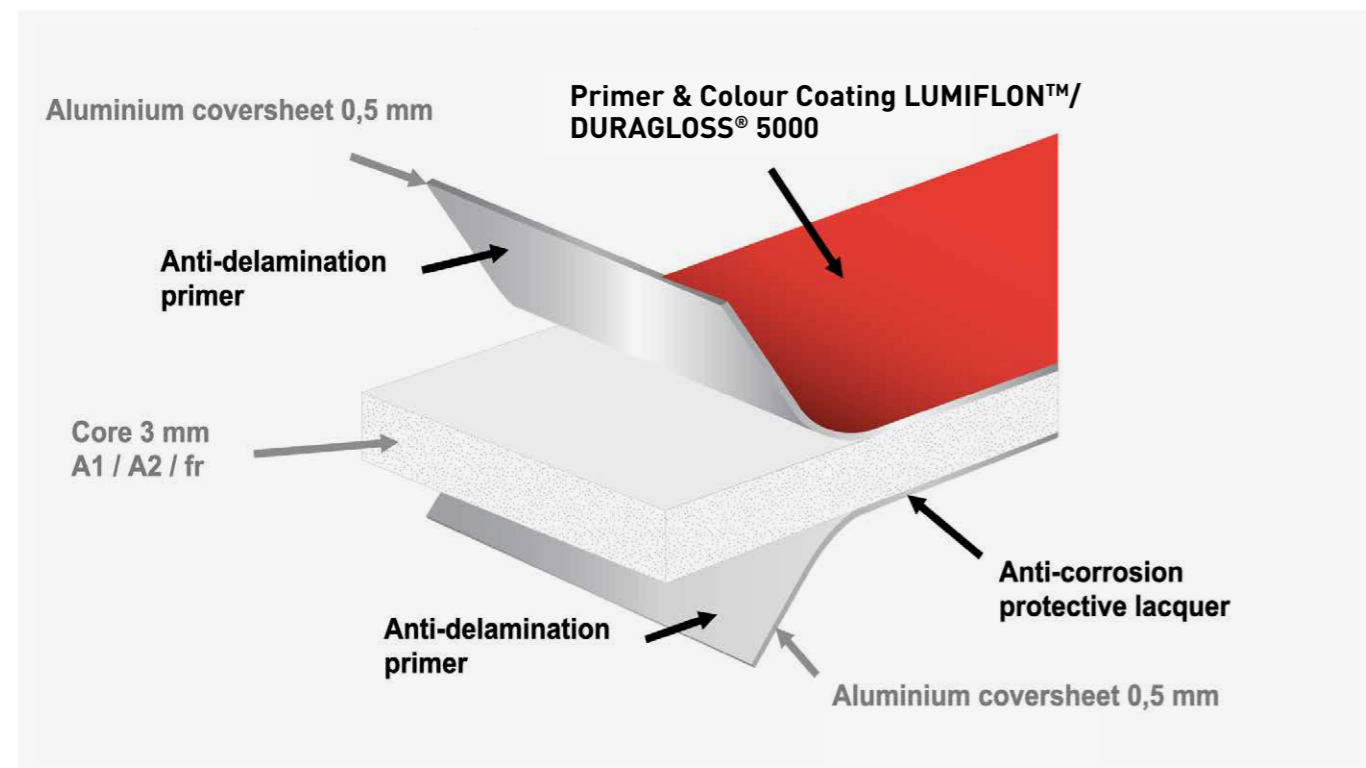 Aluminium coversheet 0,5 mm
Primer & Colour Coating LUMIFLON™/
DURAGLOSS® 5000
Anti-delamination
primer
Core 3 mm
A1 / A2 / fr
Anti-corrosion
protective lacquer
Anti-delamination
primer
Aluminium coversheet 0,5 mm